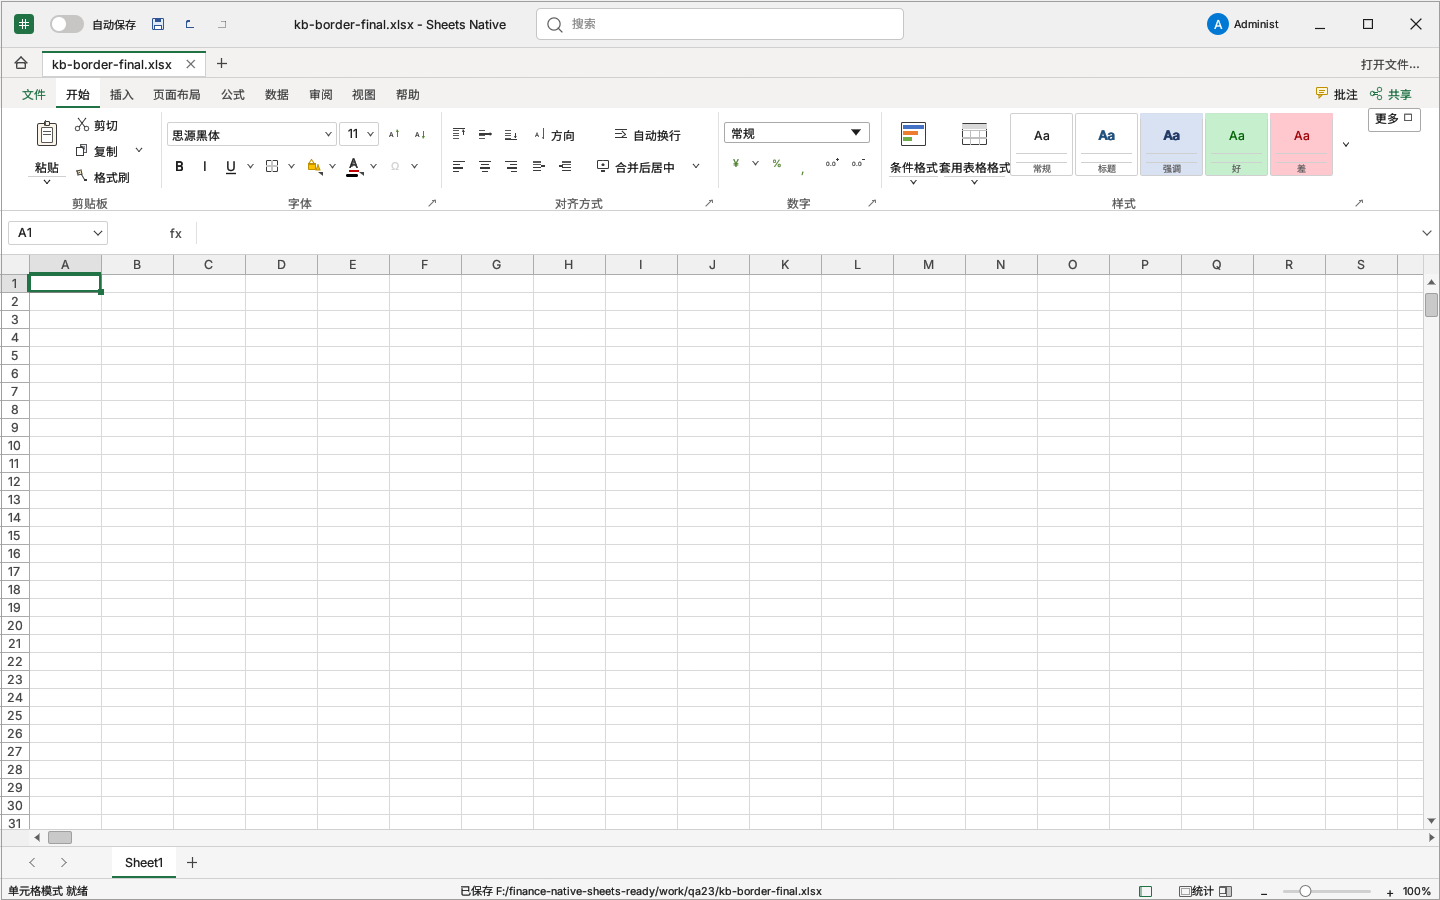 自动保存
kb-border-final.xlsx - Sheets Native
搜索
A
Administ
kb-border-final.xlsx
打开文件...
文件 开始 插入 页面布局 公式 数据 审阅 视图 帮助
批注 共享
粘贴
剪切
复制
格式刷
剪贴板
思源黑体
11
A A
B I U A
字体
方向
自动换行
合并后居中
对齐方式
常规
¥ % , 0.0 0.0
数字
条件格式 套用表格格式
Aa Aa Aa Aa Aa
常规 标题 强调 好 差
更多
样式
A1
fx
A B C D E F G H I J K L M N O P Q R S
1
2
3
4
5
6
7
8
9
10
11
12
13
14
15
16
17
18
19
20
21
22
23
24
25
26
27
28
29
30
31
Sheet1
单元格模式 就绪
已保存 F:/finance-native-sheets-ready/work/qa23/kb-border-final.xlsx
统计
100%